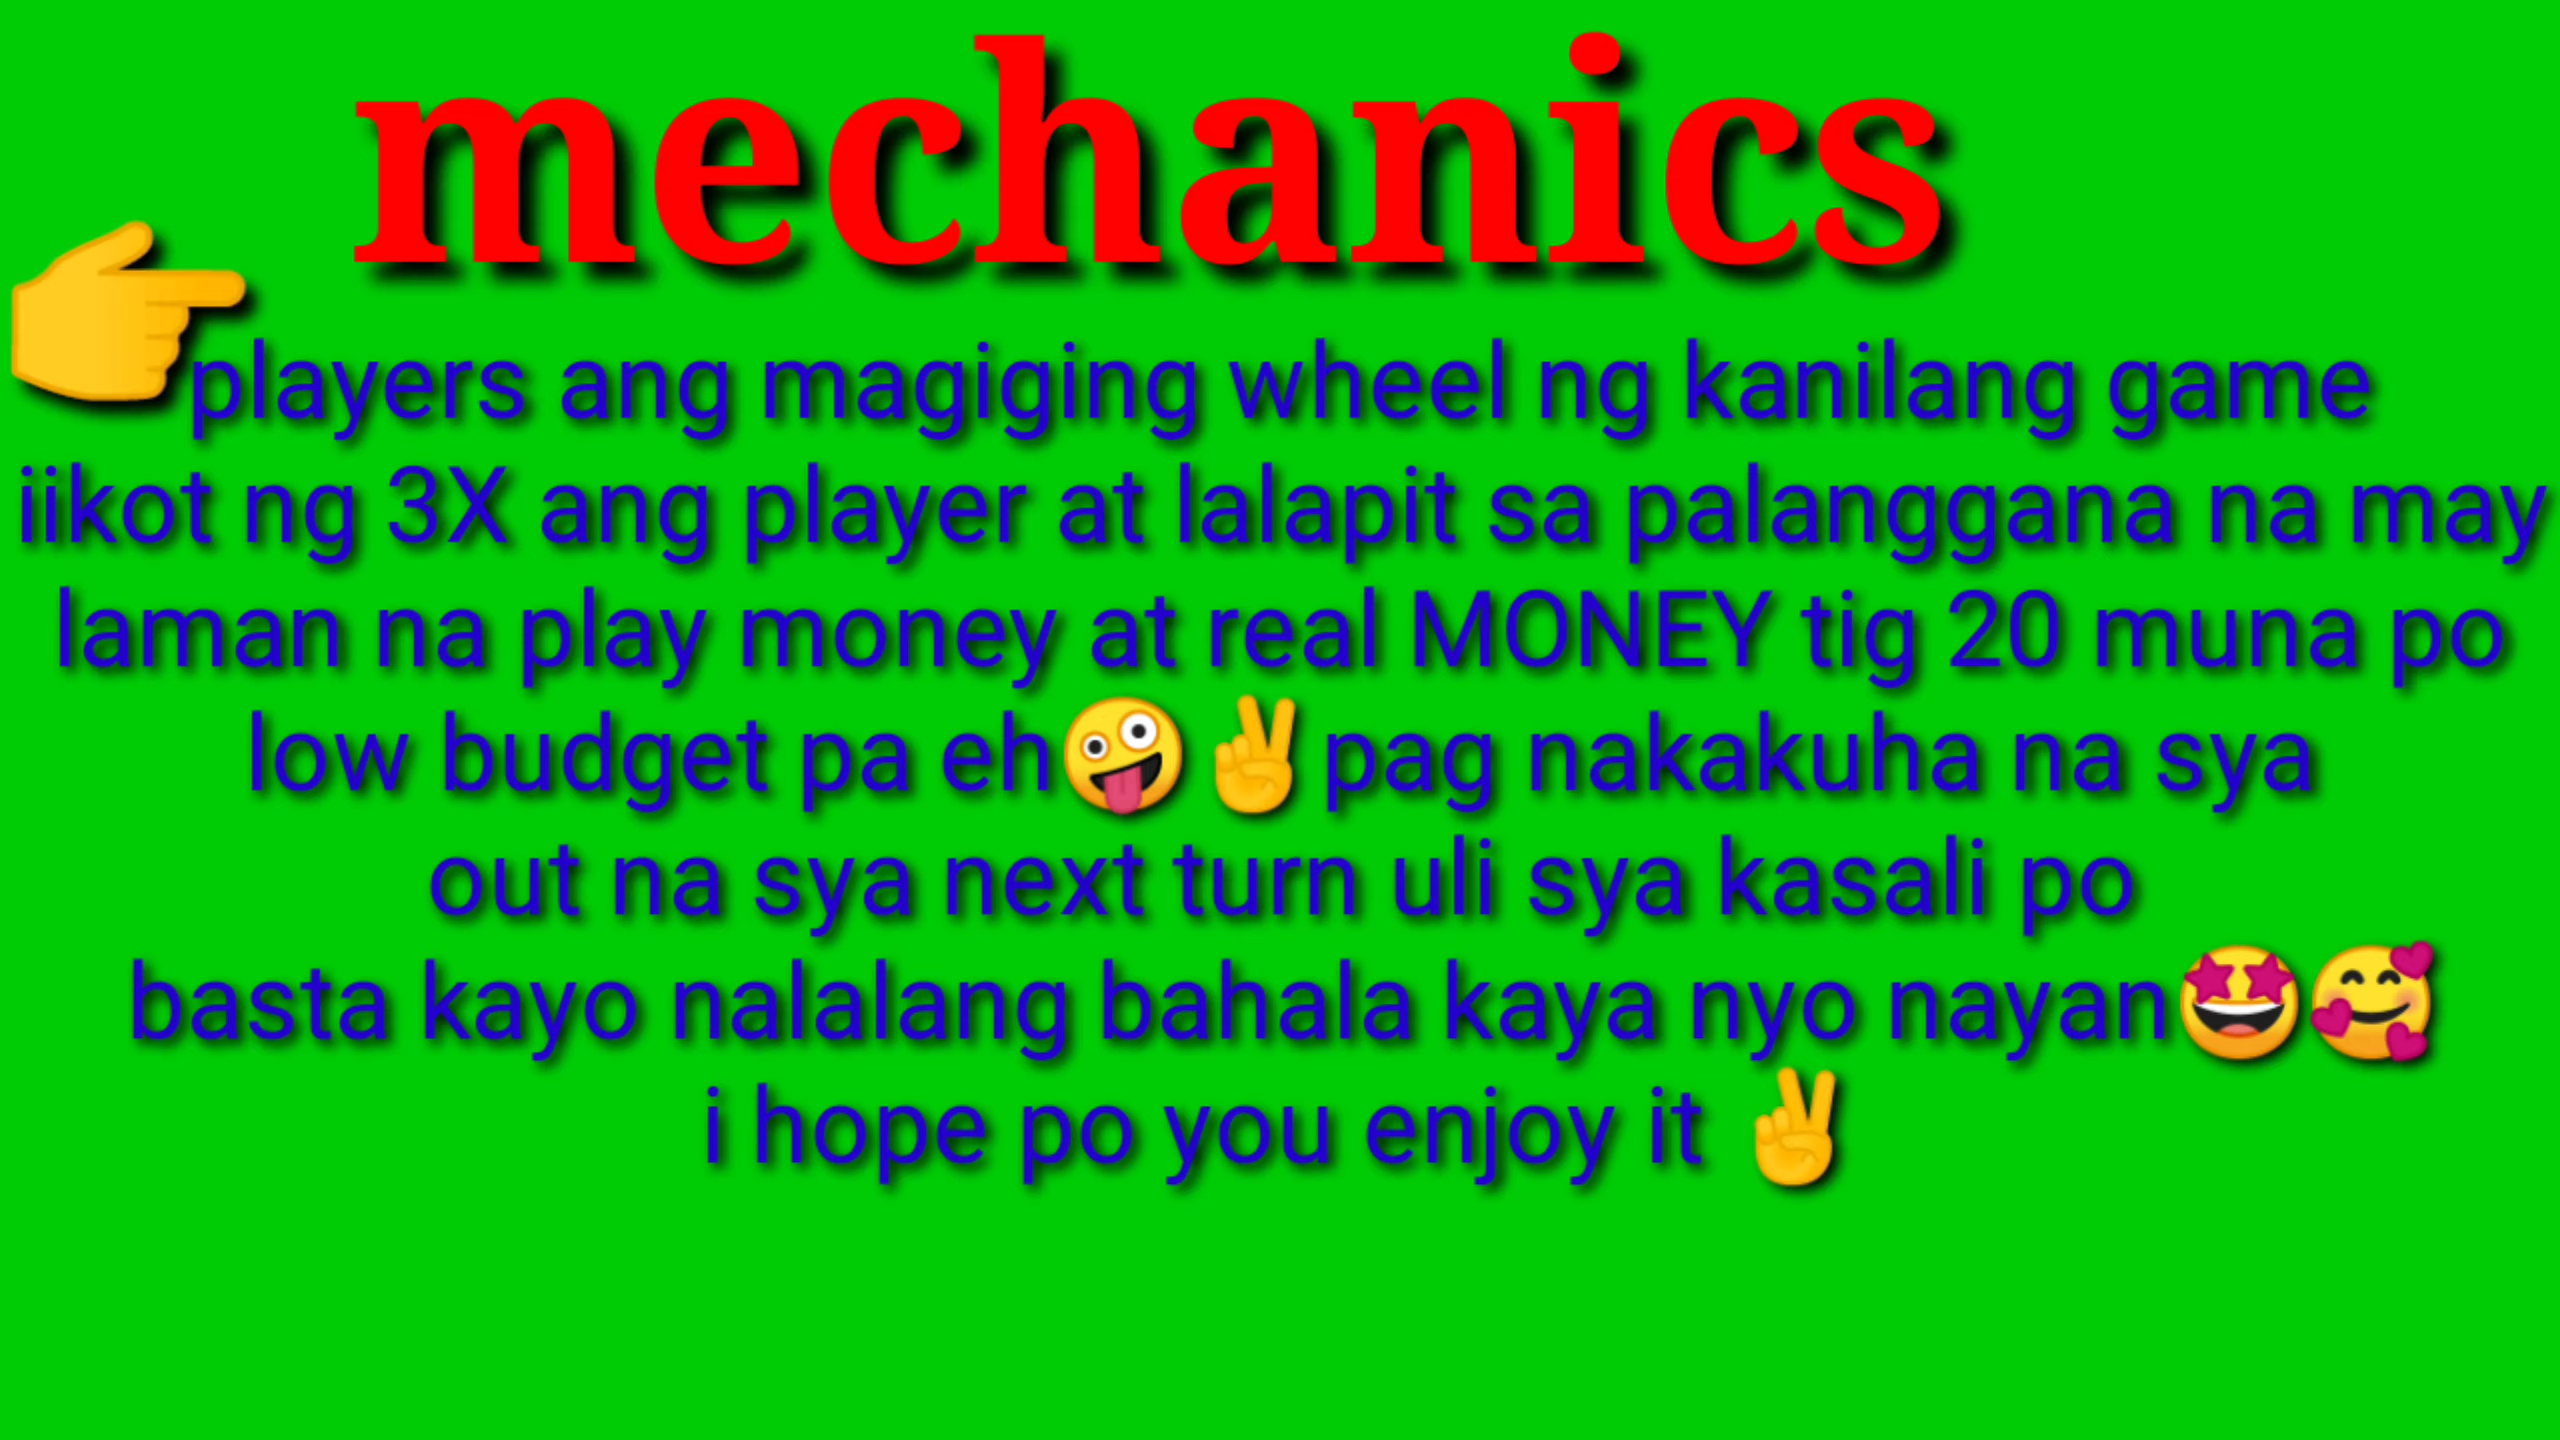 mechanics
👉players ang magiging wheel ng kanilang game
iikot ng 3X ang player at lalapit sa palanggana na may
laman na play money at real MONEY tig 20 muna po
low budget pa eh🤪✌pag nakakuha na sya
out na sya next turn uli sya kasali po
basta kayo nalalang bahala kaya nyo nayan🤩🥰
i hope po you enjoy it ✌